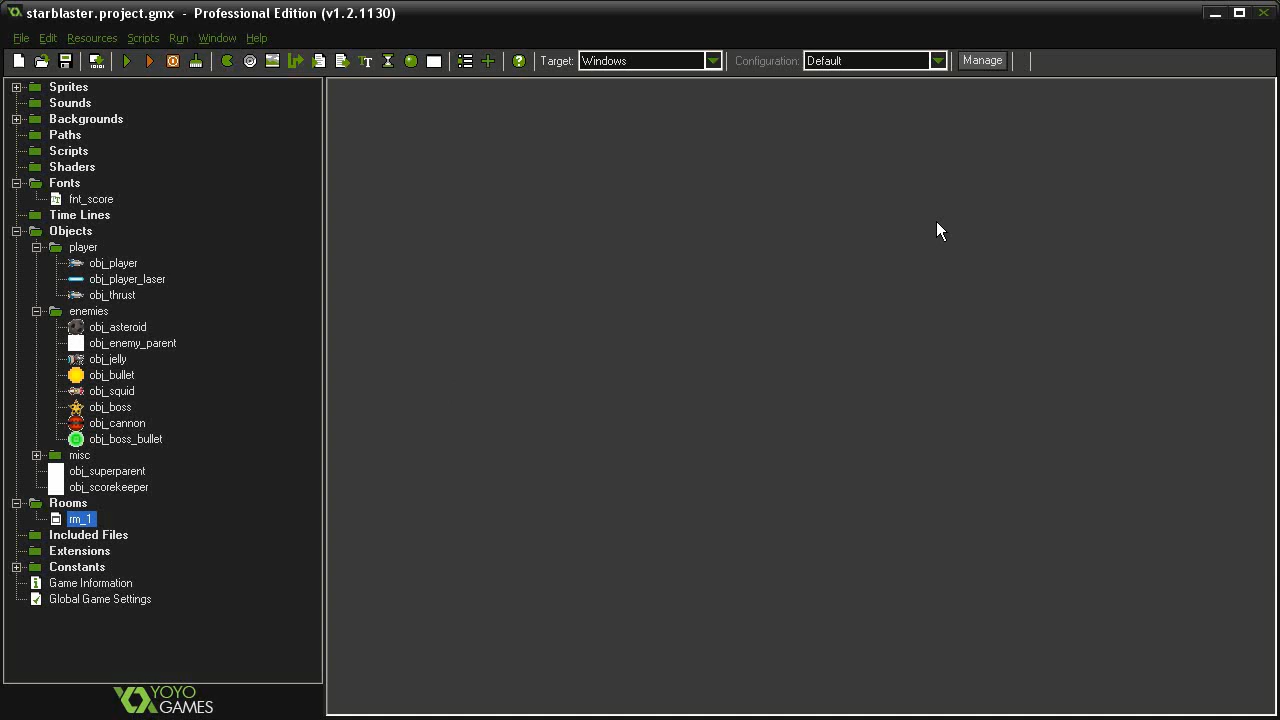 starblaster.project.gmx - Professional Edition (v1.2.1130)
File Edit Resources Scripts Run Window Help
Target: Windows Configuration: Default Manage
Sprites
Sounds
Backgrounds
Paths
Scripts
Shaders
Fonts
fnt_score
Time Lines
Objects
player
obj_player
obj_player_laser
obj_thrust
enemies
obj_asteroid
obj_enemy_parent
obj_jelly
obj_bullet
obj_squid
obj_boss
obj_cannon
obj_boss_bullet
misc
obj_superparent
obj_scorekeeper
Rooms
rm_1
Included Files
Extensions
Constants
Game Information
Global Game Settings
YOYO
GAMES